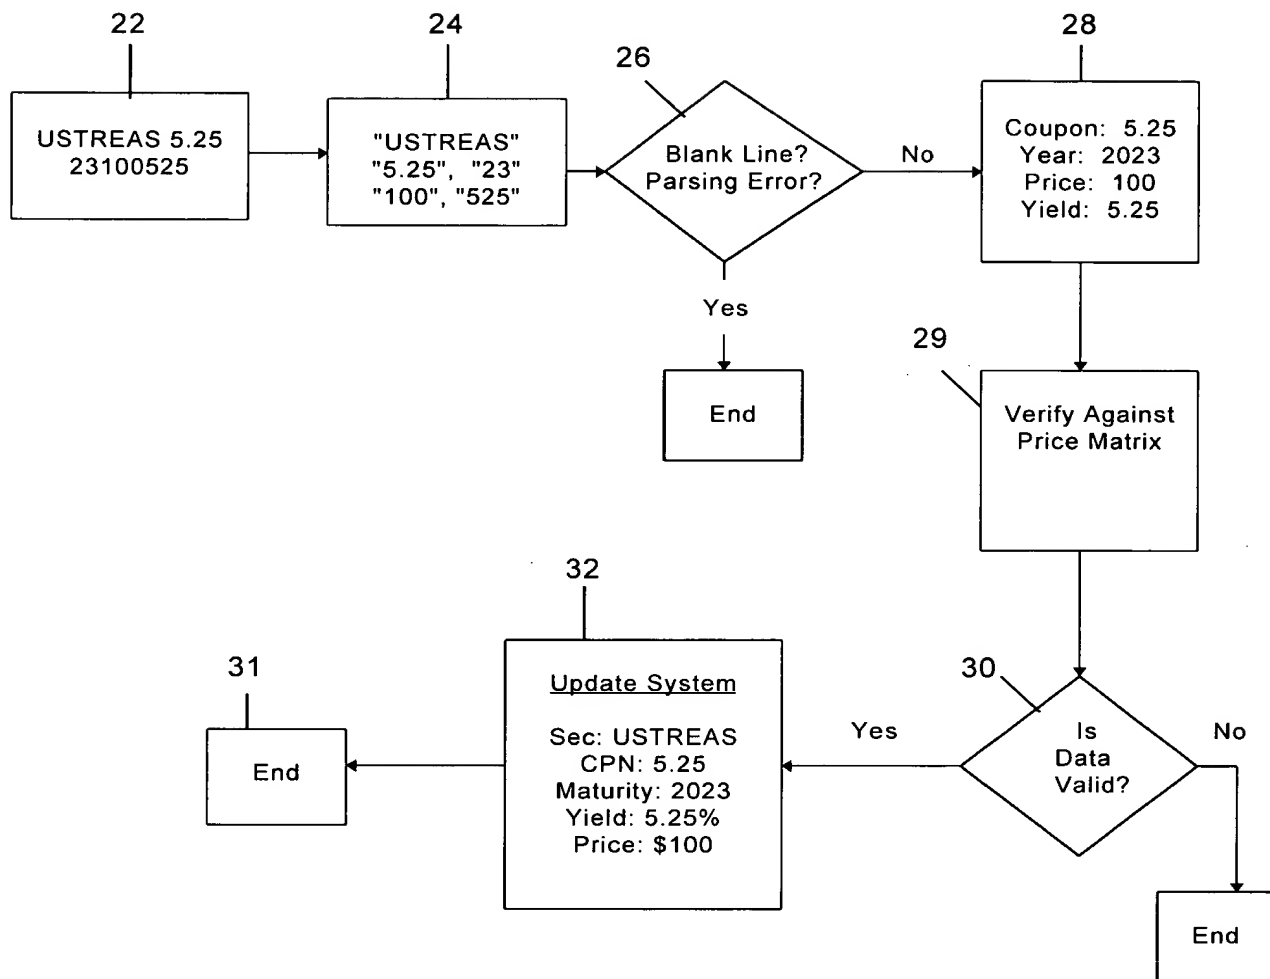 22
24
26
28
USTREAS 5.25
23100525
"USTREAS"
"5.25", "23"
"100", "525"
Blank Line?
Parsing Error?
No
Coupon: 5.25
Year: 2023
Price: 100
Yield: 5.25
Yes
End
29
Verify Against
Price Matrix
30
Is
Data
Valid?
No
End
Yes
32
Update System
Sec: USTREAS
CPN: 5.25
Maturity: 2023
Yield: 5.25%
Price: $100
31
End